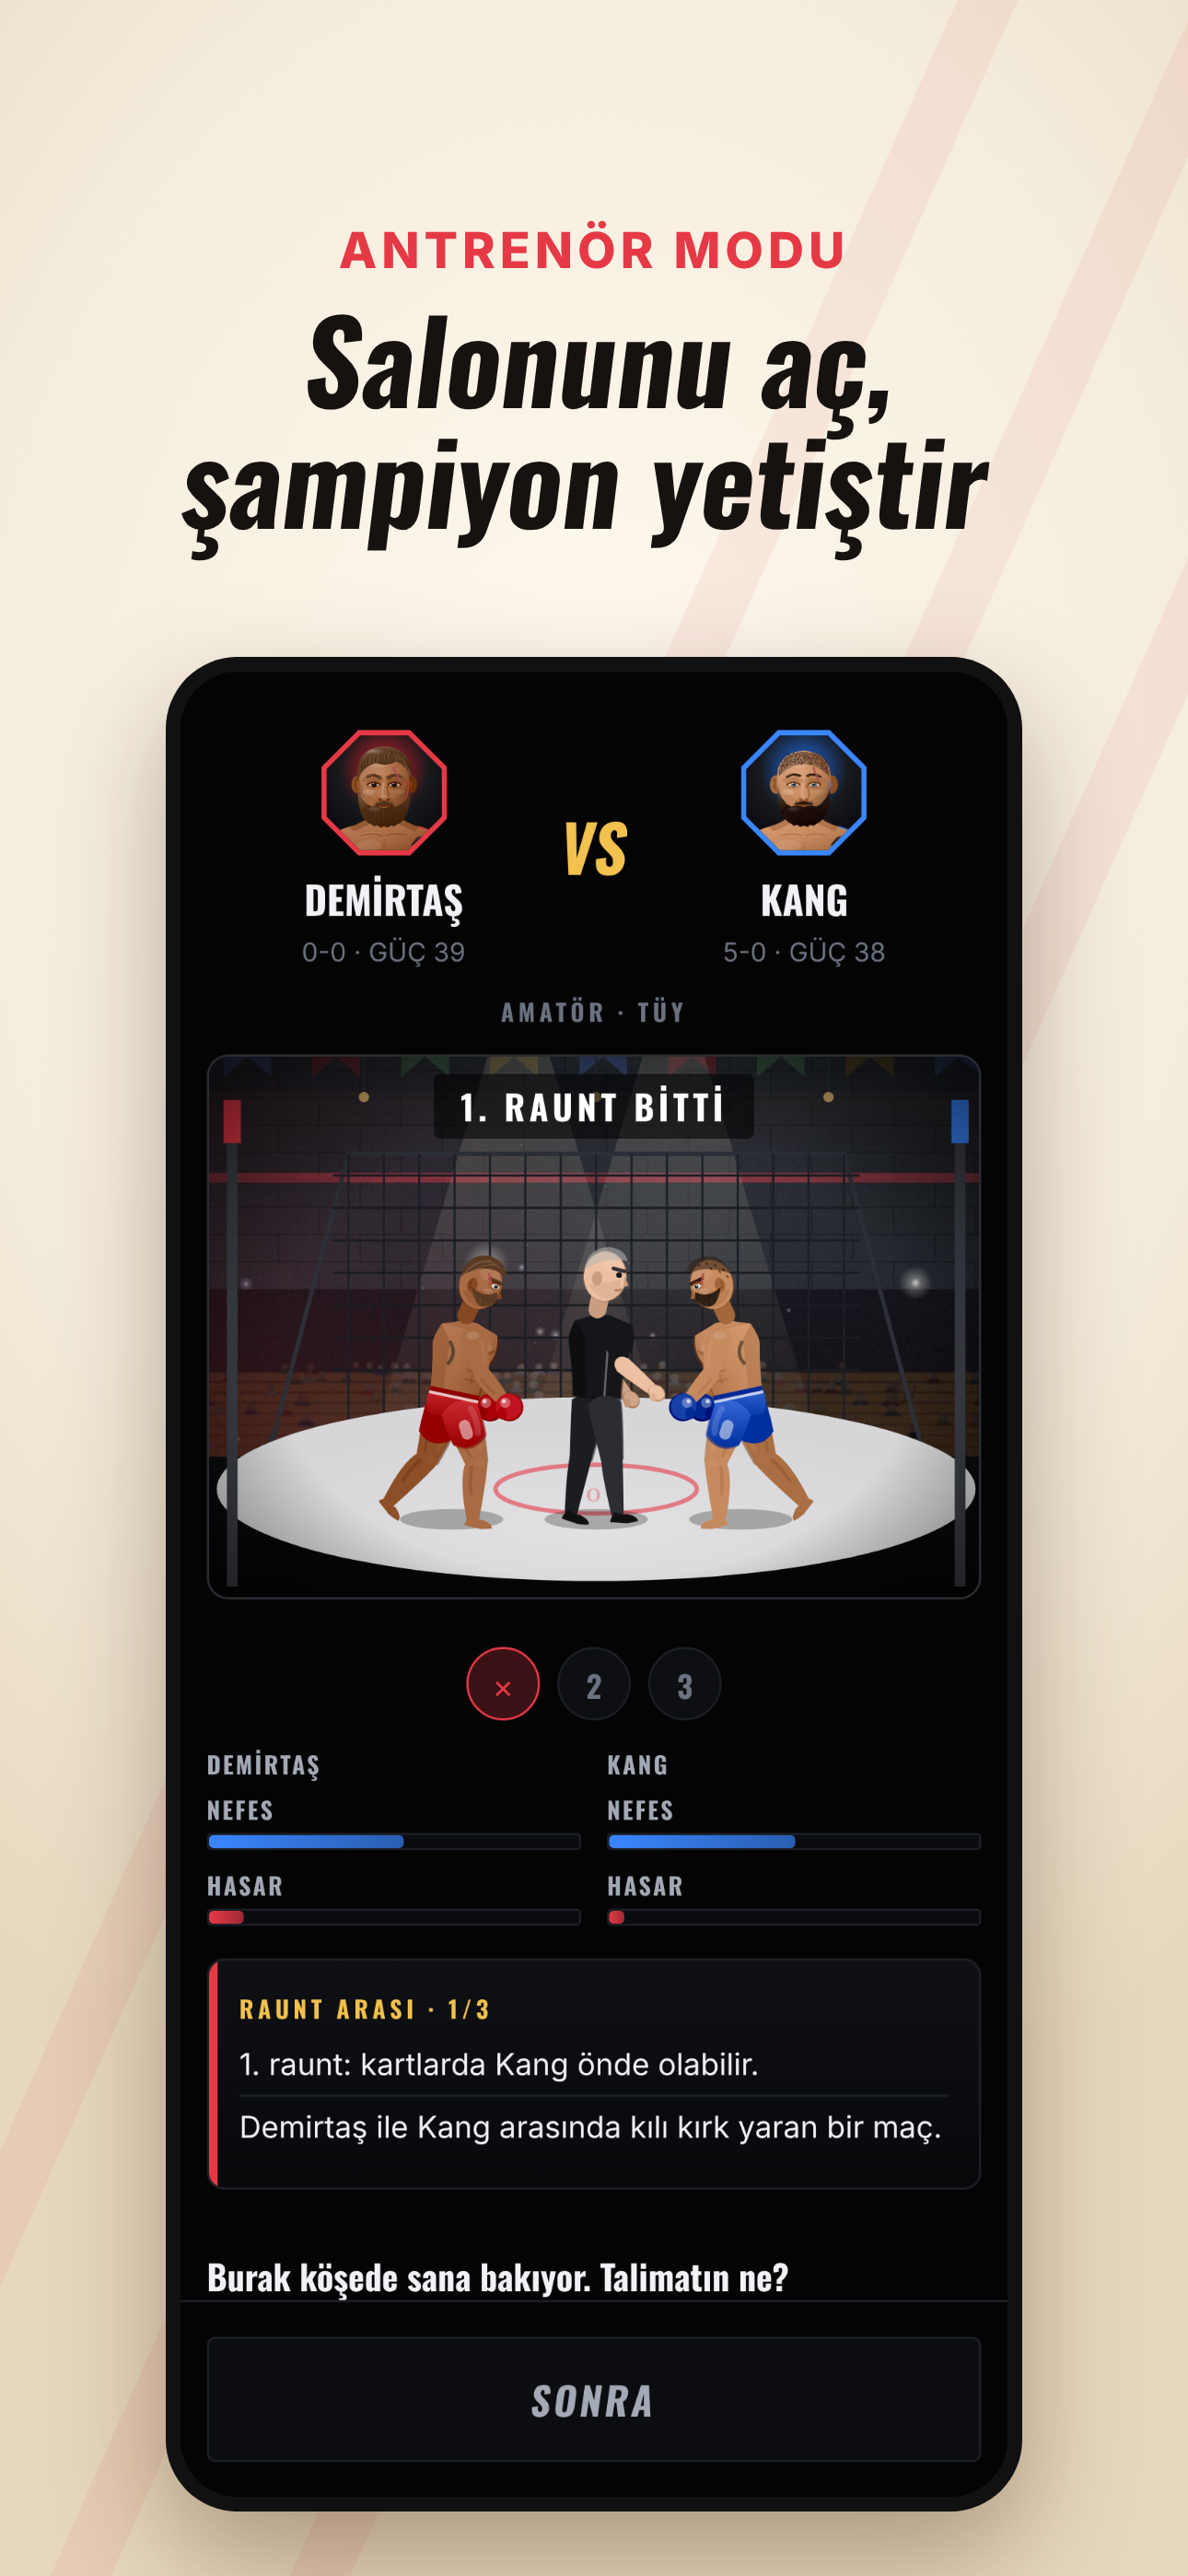 ANTRENÖR MODU
Salonunu aç,
şampiyon yetiştir
VS
DEMİRTAŞ
KANG
0-0 · GÜÇ 39
5-0 · GÜÇ 38
AMATÖR · TÜY
1. RAUNT BİTTİ
O
×
2
3
DEMİRTAŞ
KANG
NEFES
NEFES
HASAR
HASAR
RAUNT ARASI · 1/3
1. raunt: kartlarda Kang önde olabilir.
Demirtaş ile Kang arasında kılı kırk yaran bir maç.
Burak köşede sana bakıyor. Talimatın ne?
SONRA